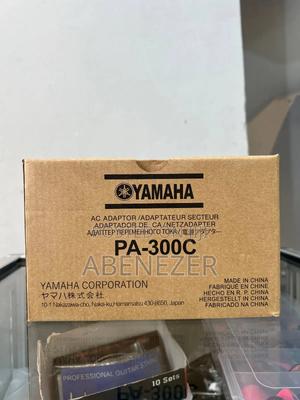 YAMAHA
AC ADAPTOR/ADAPTATEUR SECTEUR
ADAPTADOR DE CA/NETZADAPTER
АДАПТЕР ПЕРЕМЕННОГО ТОКА/電源アダプター
PA-300C
ABENEZER
YAMAHA CORPORATION
ヤマハ株式会社
10-1 Nakazawa-cho, Naka-ku, Hamamatsu 430-8650, Japan
MADE IN CHINA
FABRIQUÉ EN CHINE
HERGESTELLT IN CHINA
FABRICADO EN CHINA
PROFESSIONAL GUITAR STRINGS
10 Sets
PA-300